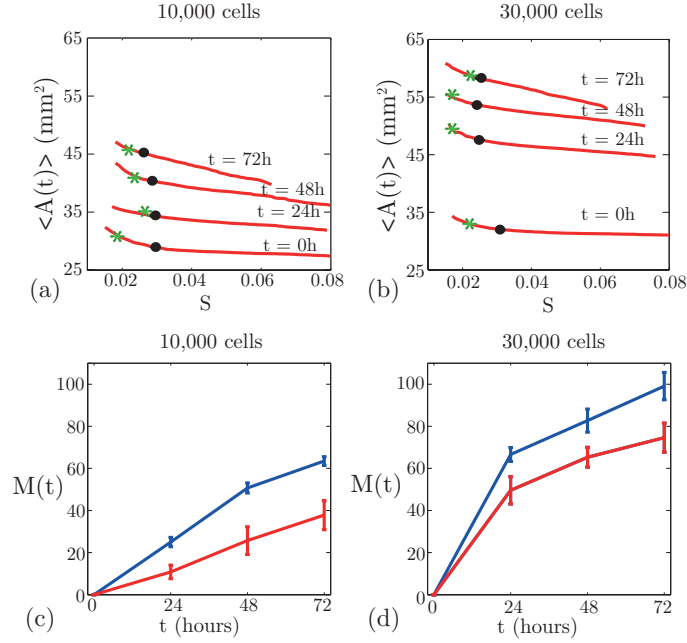 10,000 cells
30,000 cells
<A(t)> (mm²)
65
55
45
35
25
t = 72h
t = 48h
t = 24h
t = 0h
0.02 0.04 0.06 0.08
S
(a)
<A(t)> (mm²)
65
55
45
35
25
t = 72h
t = 48h
t = 24h
t = 0h
0.02 0.04 0.06 0.08
S
(b)
10,000 cells
30,000 cells
M(t)
100
80
60
40
20
0
0 24 48 72
t (hours)
(c)
M(t)
100
80
60
40
20
0
0 24 48 72
t (hours)
(d)